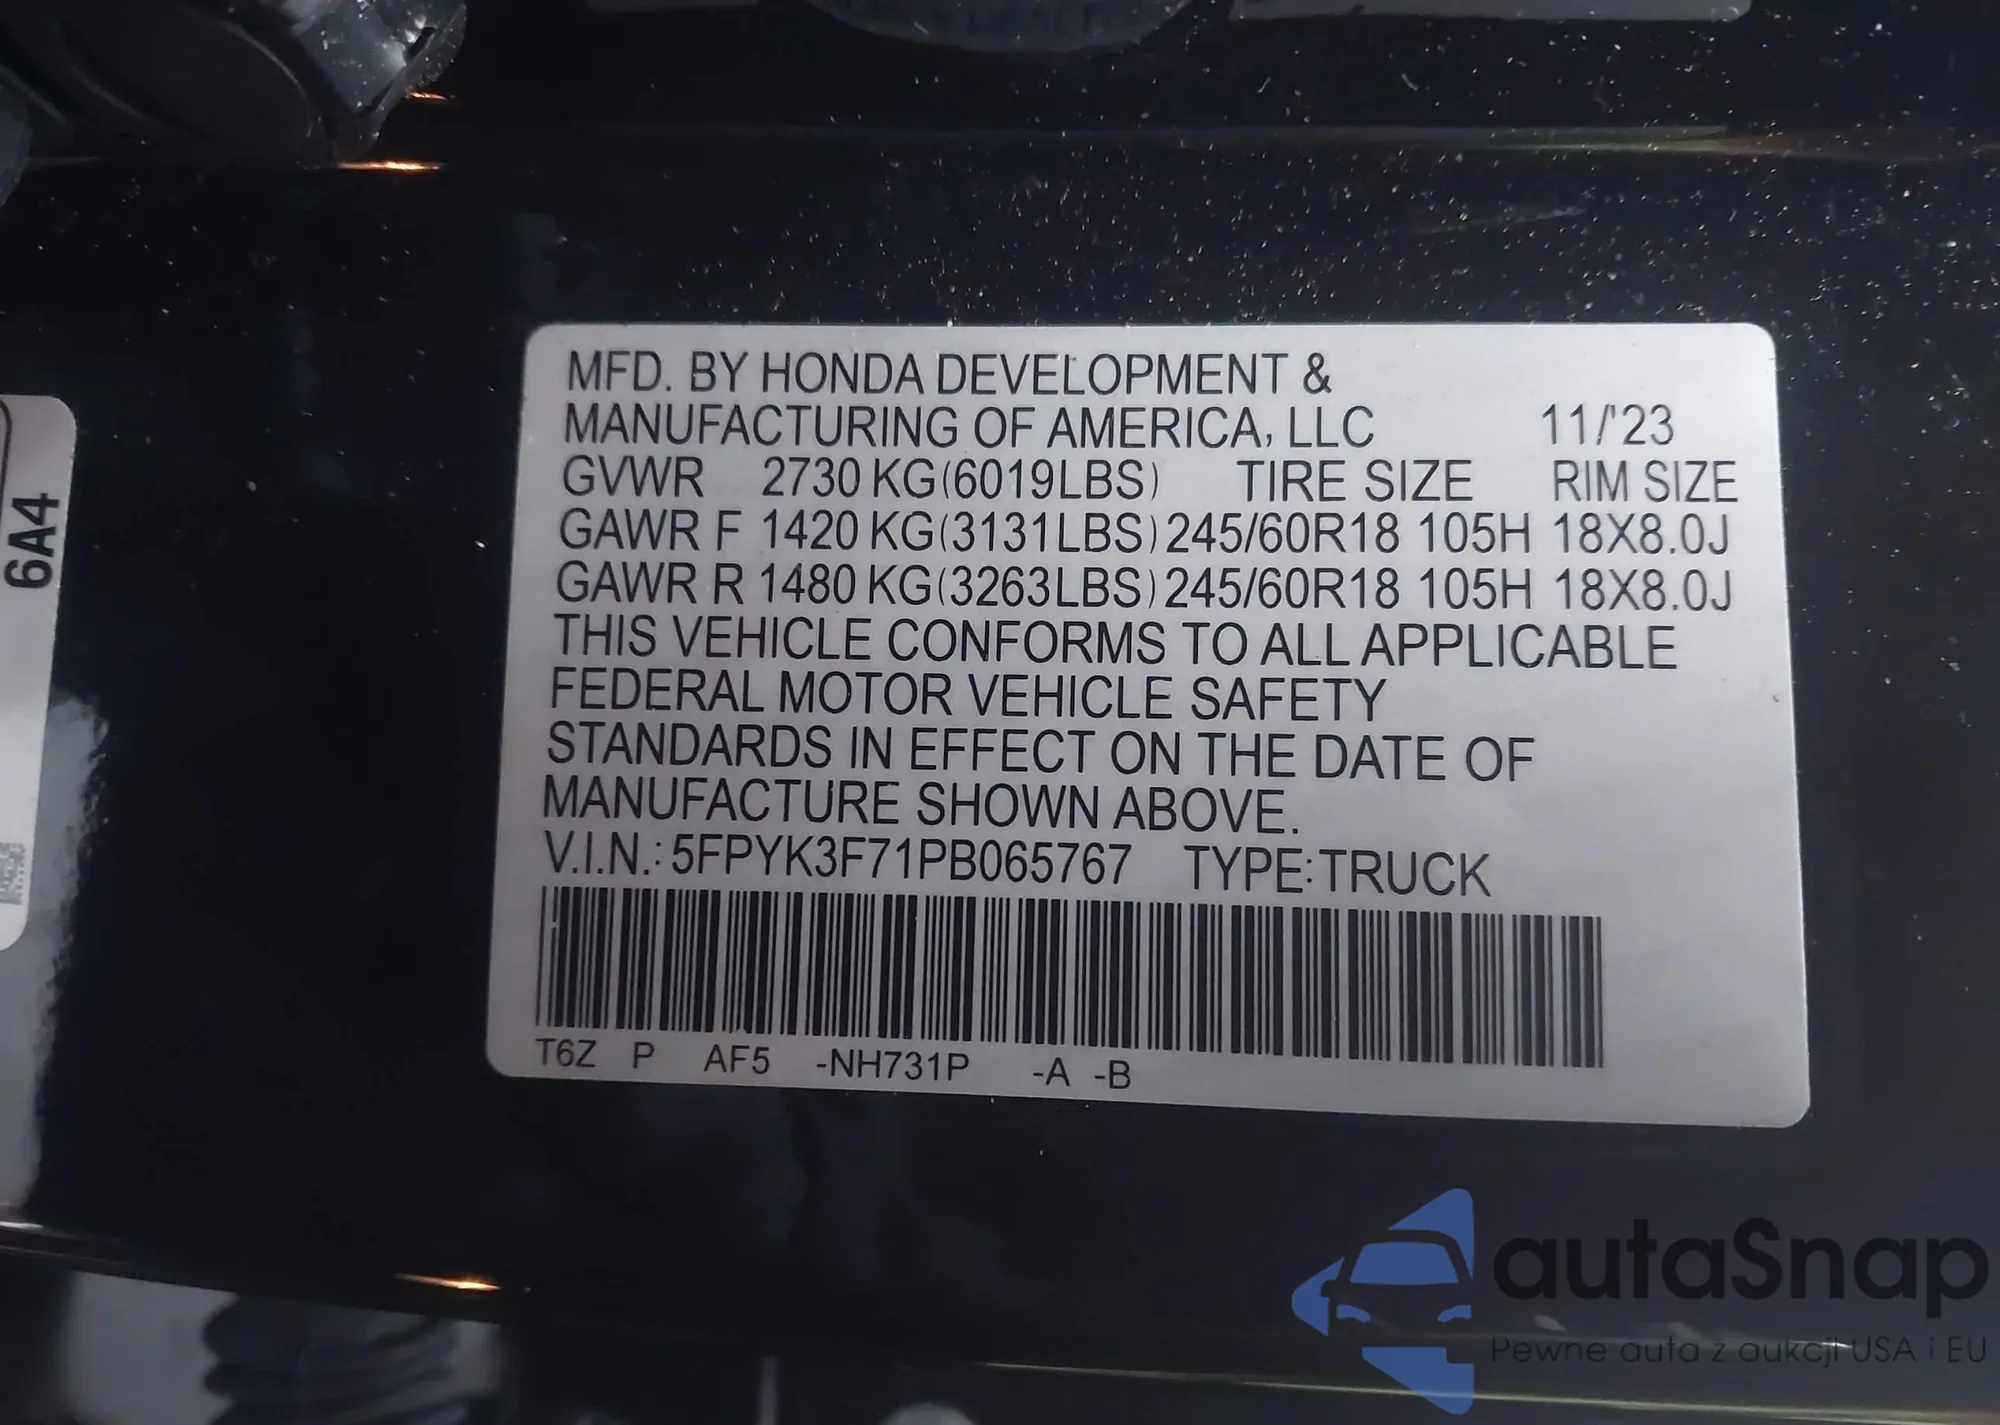 MFD. BY HONDA DEVELOPMENT &
MANUFACTURING OF AMERICA, LLC 11/'23
GVWR 2730 KG(6019LBS) TIRE SIZE RIM SIZE
GAWR F 1420 KG(3131LBS) 245/60R18 105H 18X8.0J
GAWR R 1480 KG(3263LBS) 245/60R18 105H 18X8.0J
THIS VEHICLE CONFORMS TO ALL APPLICABLE
FEDERAL MOTOR VEHICLE SAFETY
STANDARDS IN EFFECT ON THE DATE OF
MANUFACTURE SHOWN ABOVE.
V.I.N.: 5FPYK3F71PB065767 TYPE: TRUCK
T6Z P AF5 -NH731P -A -B
6A4
autaSnap
Pewne auta z aukcji USA i EU